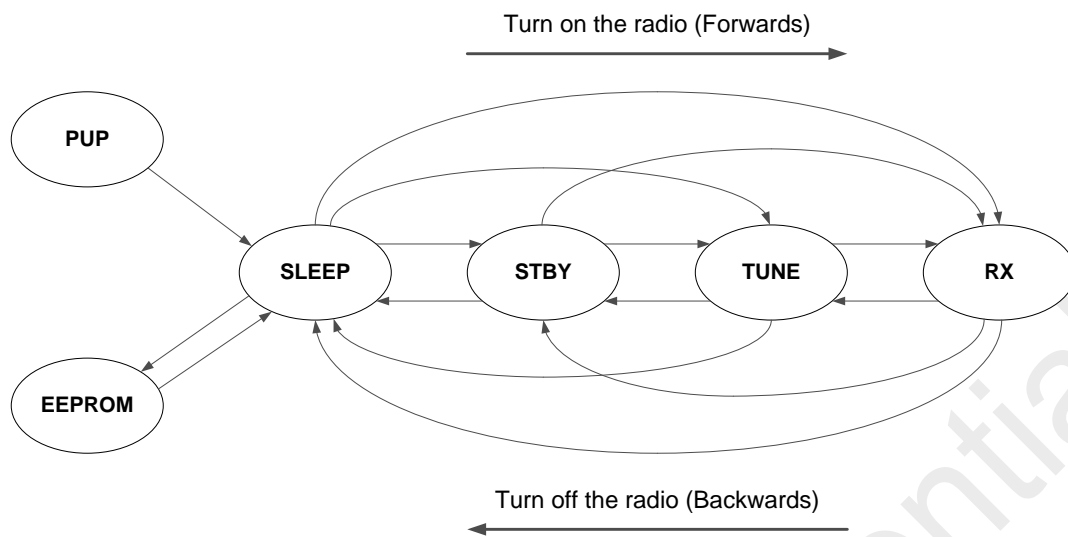 Turn on the radio (Forwards)
PUP
SLEEP
STBY
TUNE
RX
EEPROM
Turn off the radio (Backwards)